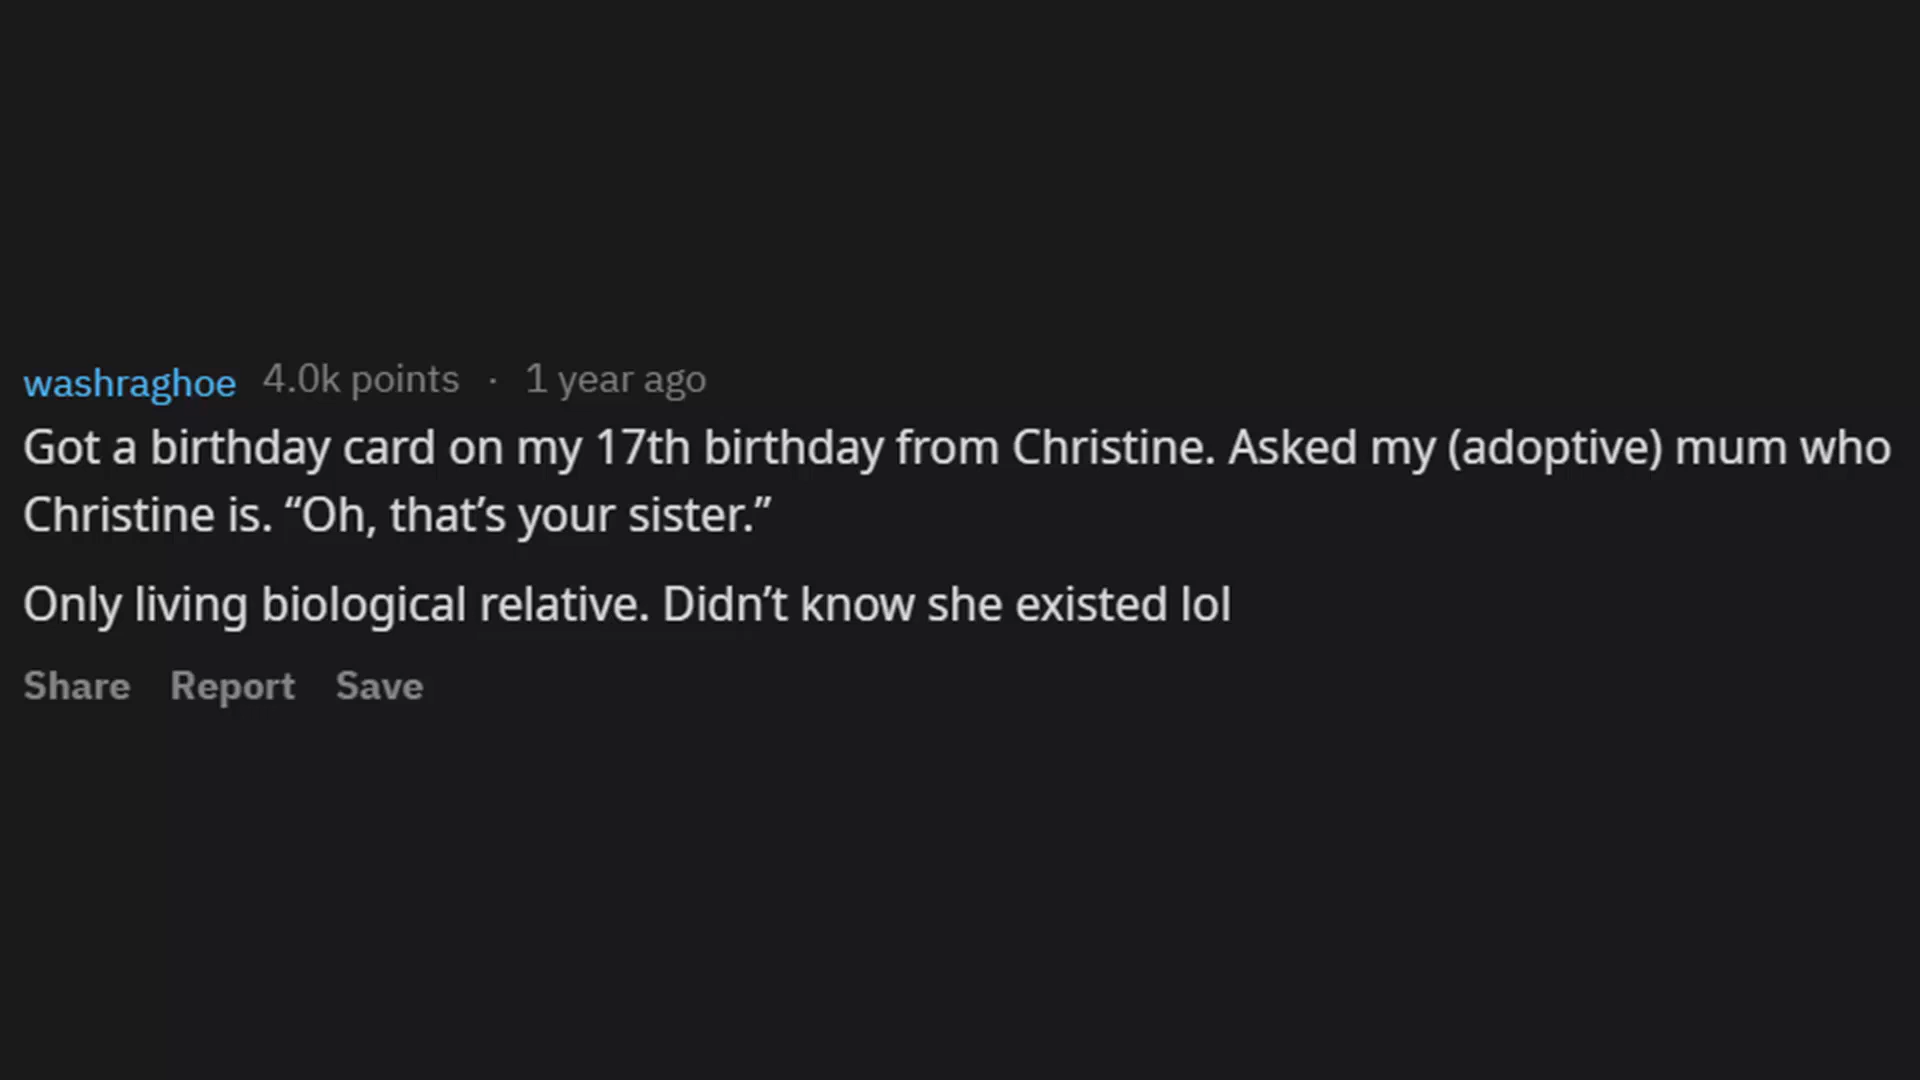 washraghoe 4.0k points · 1 year ago
Got a birthday card on my 17th birthday from Christine. Asked my (adoptive) mum who
Christine is. “Oh, that’s your sister.”
Only living biological relative. Didn’t know she existed lol
Share Report Save